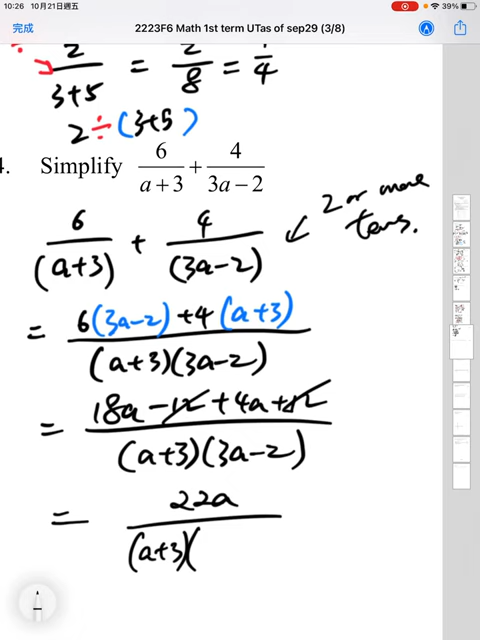 10:26 10月21日週五 39%
完成 2223F6 Math 1st term UTas of sep29 (3/8)
2/(3+5) = 2/8 = 1/4
2 ÷ (3+5)
4. Simplify 6/(a+3) + 4/(3a−2)
6/(a+3) + 4/(3a−2) ↙ 2 or more
terms.
= (6(3a−2) + 4(a+3))/((a+3)(3a−2))
= (18a − 12 + 4a + 12)/((a+3)(3a−2))
= 22a/((a+3)(